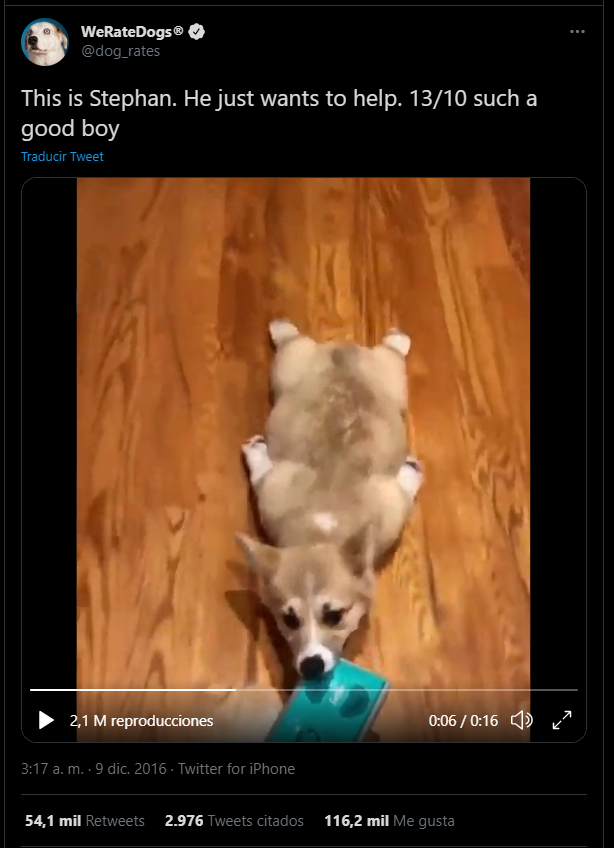 WeRateDogs®
@dog_rates
This is Stephan. He just wants to help. 13/10 such a
good boy
Traducir Tweet
2,1 M reproducciones
0:06 / 0:16
3:17 a. m. · 9 dic. 2016 · Twitter for iPhone
54,1 mil Retweets 2.976 Tweets citados 116,2 mil Me gusta